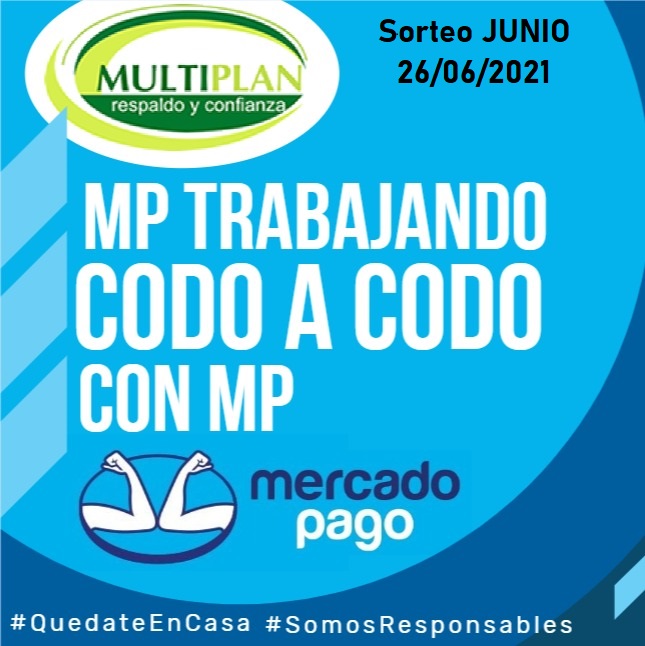 Sorteo JUNIO
26/06/2021
MULTIPLAN
respaldo y confianza
MP TRABAJANDO
CODO A CODO
CON MP
mercado
pago
#QuedateEnCasa #SomosResponsables